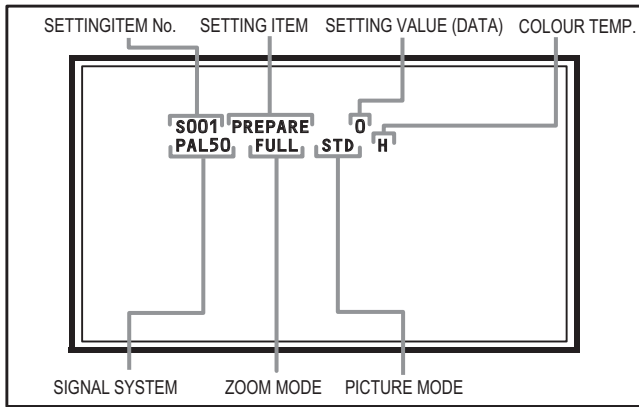 SETTINGITEM No. SETTING ITEM SETTING VALUE (DATA) COLOUR TEMP.
S001 PREPARE 0
PAL50 FULL STD H
SIGNAL SYSTEM ZOOM MODE PICTURE MODE